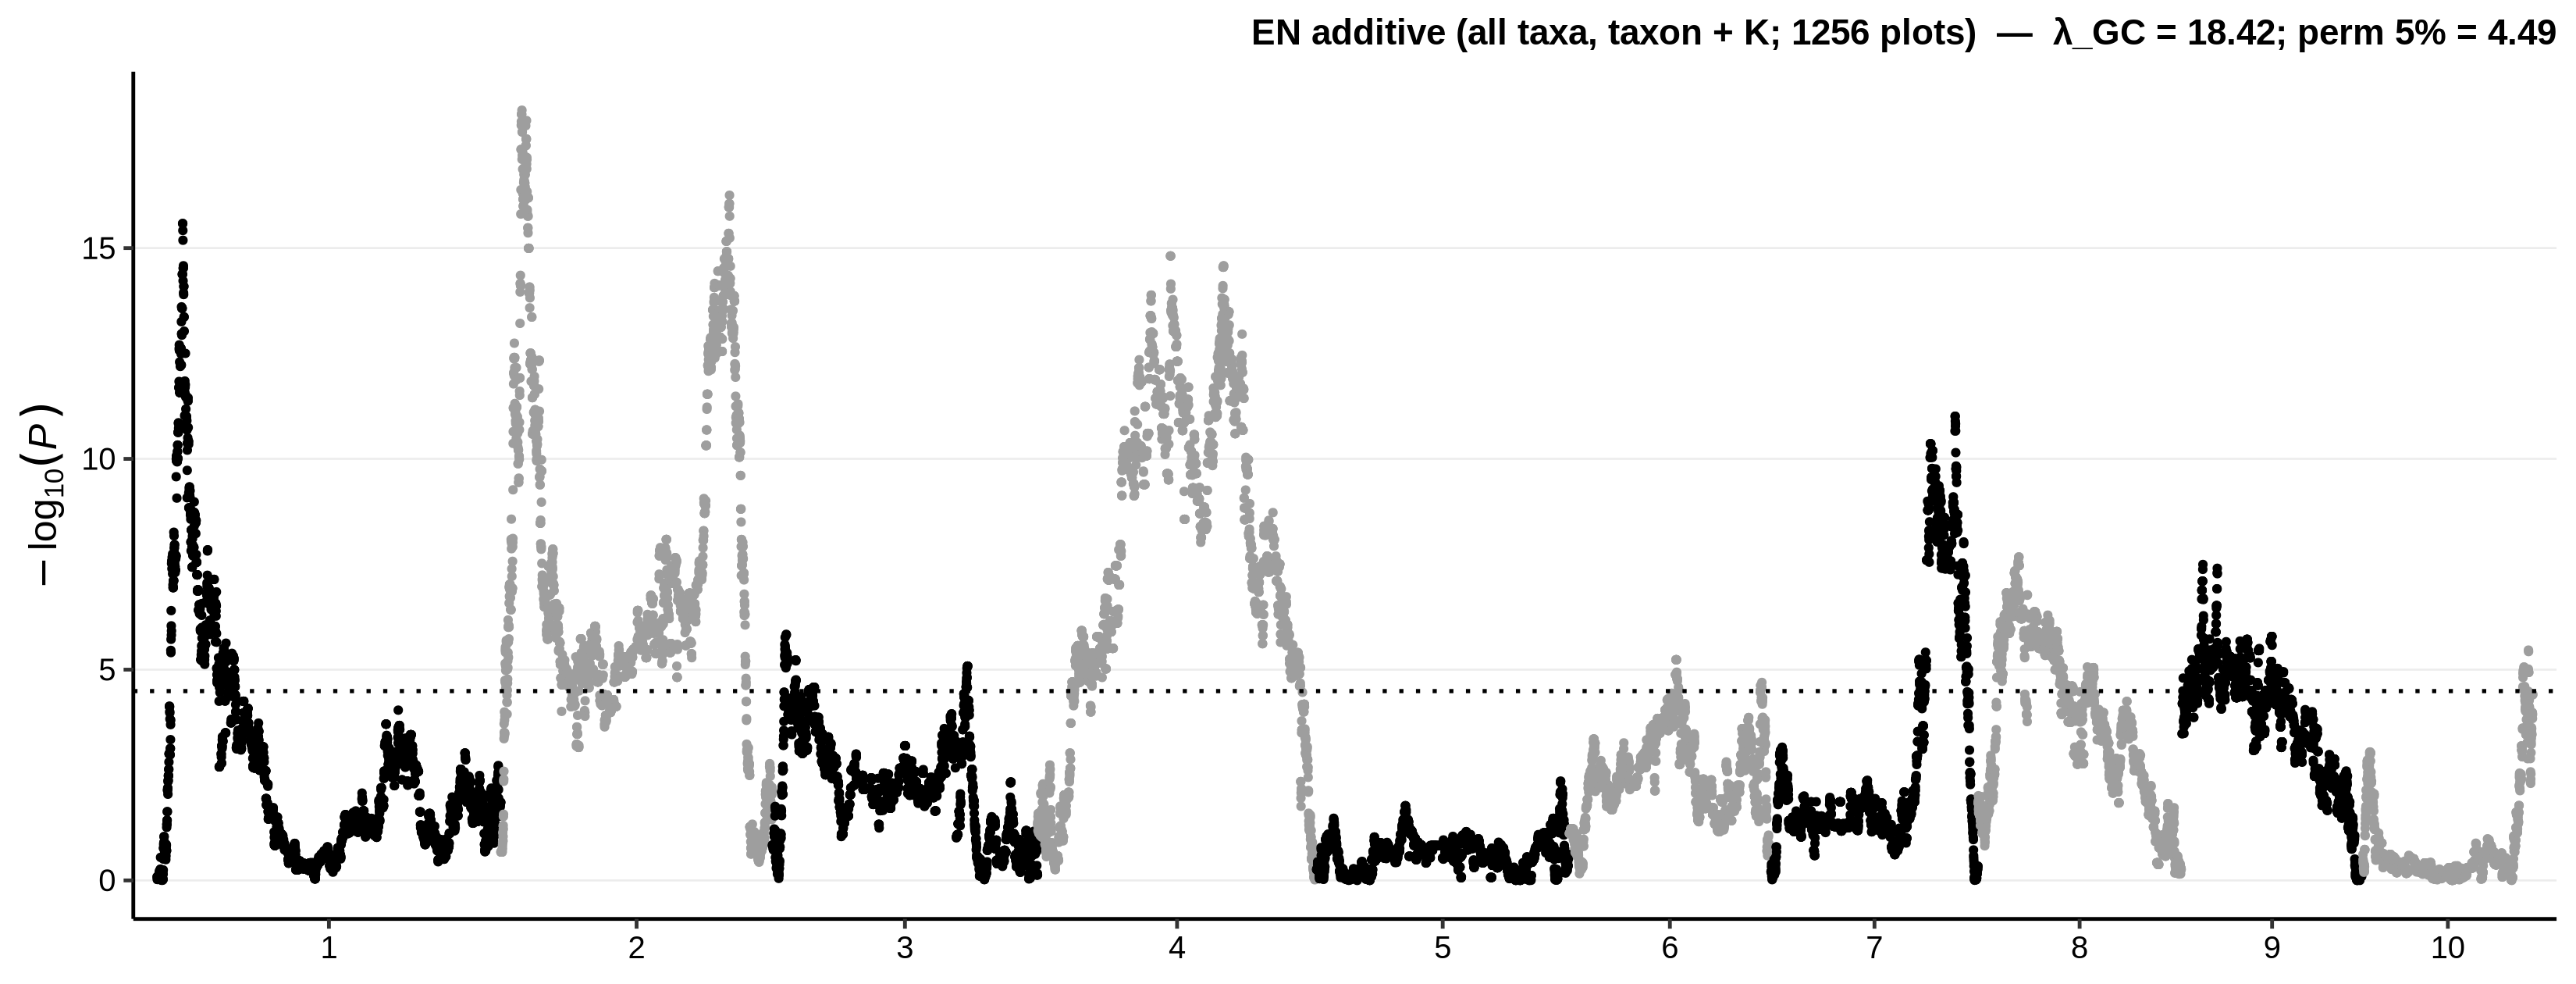 EN additive (all taxa, taxon + K; 1256 plots) — λ_GC = 18.42; perm 5% = 4.49
− log10(P)
15
10
5
0
1 2 3 4 5 6 7 8 9 10